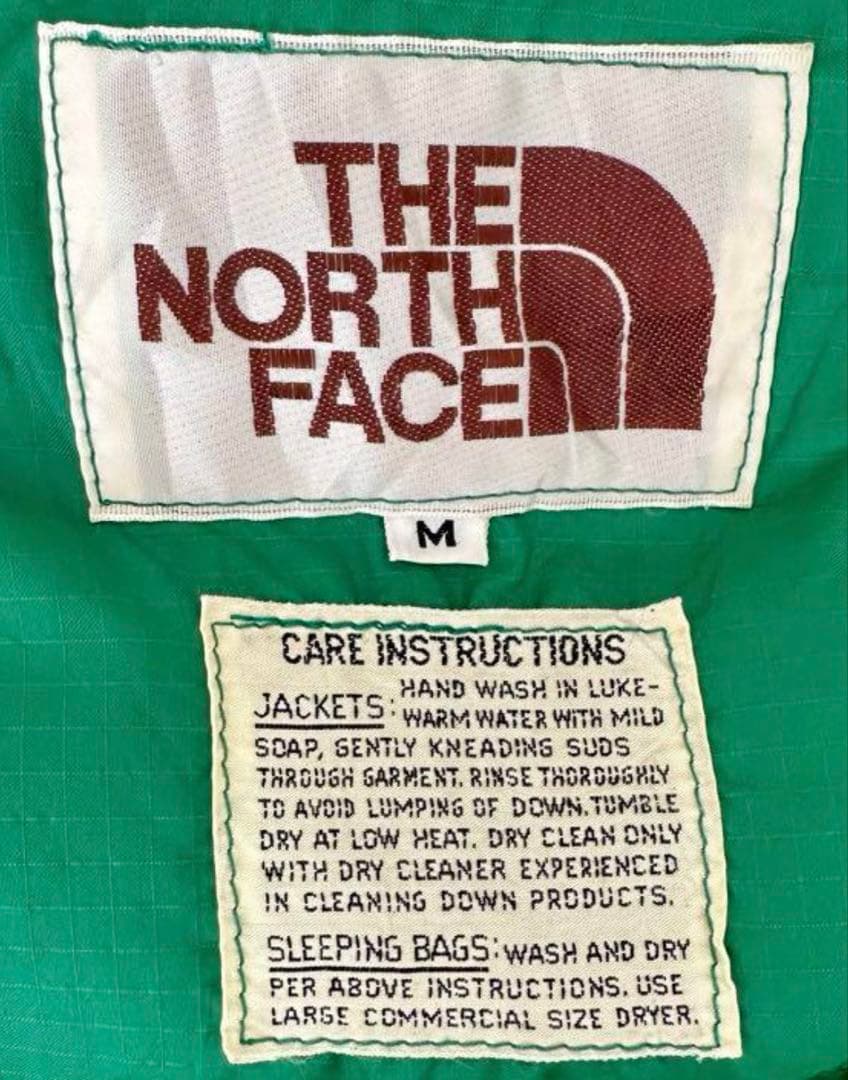 THE
NORTH
FACE
M
CARE INSTRUCTIONS
JACKETS: HAND WASH IN LUKE-
WARM WATER WITH MILD
SOAP, GENTLY KNEADING SUDS
THROUGH GARMENT. RINSE THOROUGHLY
TO AVOID LUMPING OF DOWN. TUMBLE
DRY AT LOW HEAT. DRY CLEAN ONLY
WITH DRY CLEANER EXPERIENCED
IN CLEANING DOWN PRODUCTS.
SLEEPING BAGS: WASH AND DRY
PER ABOVE INSTRUCTIONS. USE
LARGE COMMERCIAL SIZE DRYER.